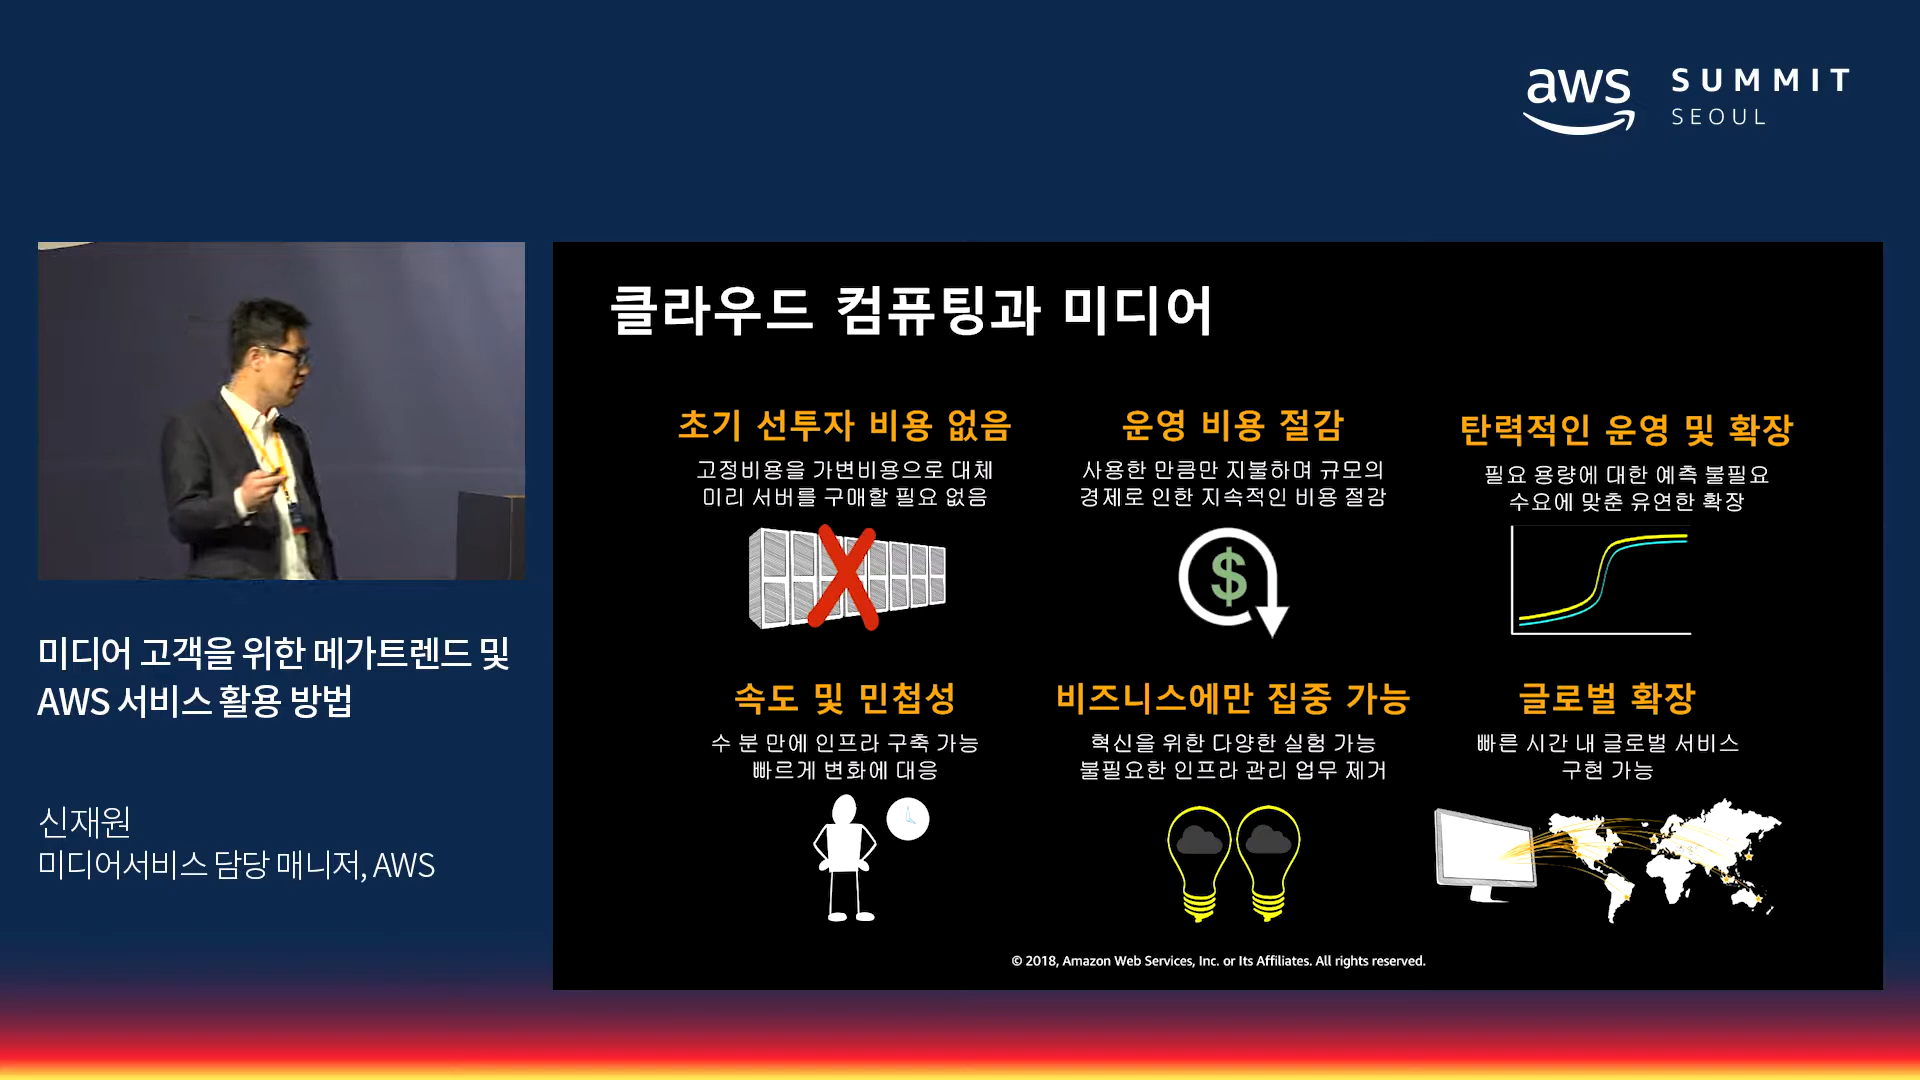 aws
SUMMIT
SEOUL
클라우드 컴퓨팅과 미디어
초기 선투자 비용 없음
고정비용을 가변비용으로 대체
미리 서버를 구매할 필요 없음
운영 비용 절감
사용한 만큼만 지불하며 규모의
경제로 인한 지속적인 비용 절감
탄력적인 운영 및 확장
필요 용량에 대한 예측 불필요
수요에 맞춘 유연한 확장
$
속도 및 민첩성
수 분 만에 인프라 구축 가능
빠르게 변화에 대응
비즈니스에만 집중 가능
혁신을 위한 다양한 실험 가능
불필요한 인프라 관리 업무 제거
글로벌 확장
빠른 시간 내 글로벌 서비스
구현 가능
© 2018, Amazon Web Services, Inc. or Its Affiliates. All rights reserved.
미디어 고객을 위한 메가트렌드 및
AWS 서비스 활용 방법
신재원
미디어서비스 담당 매니저, AWS